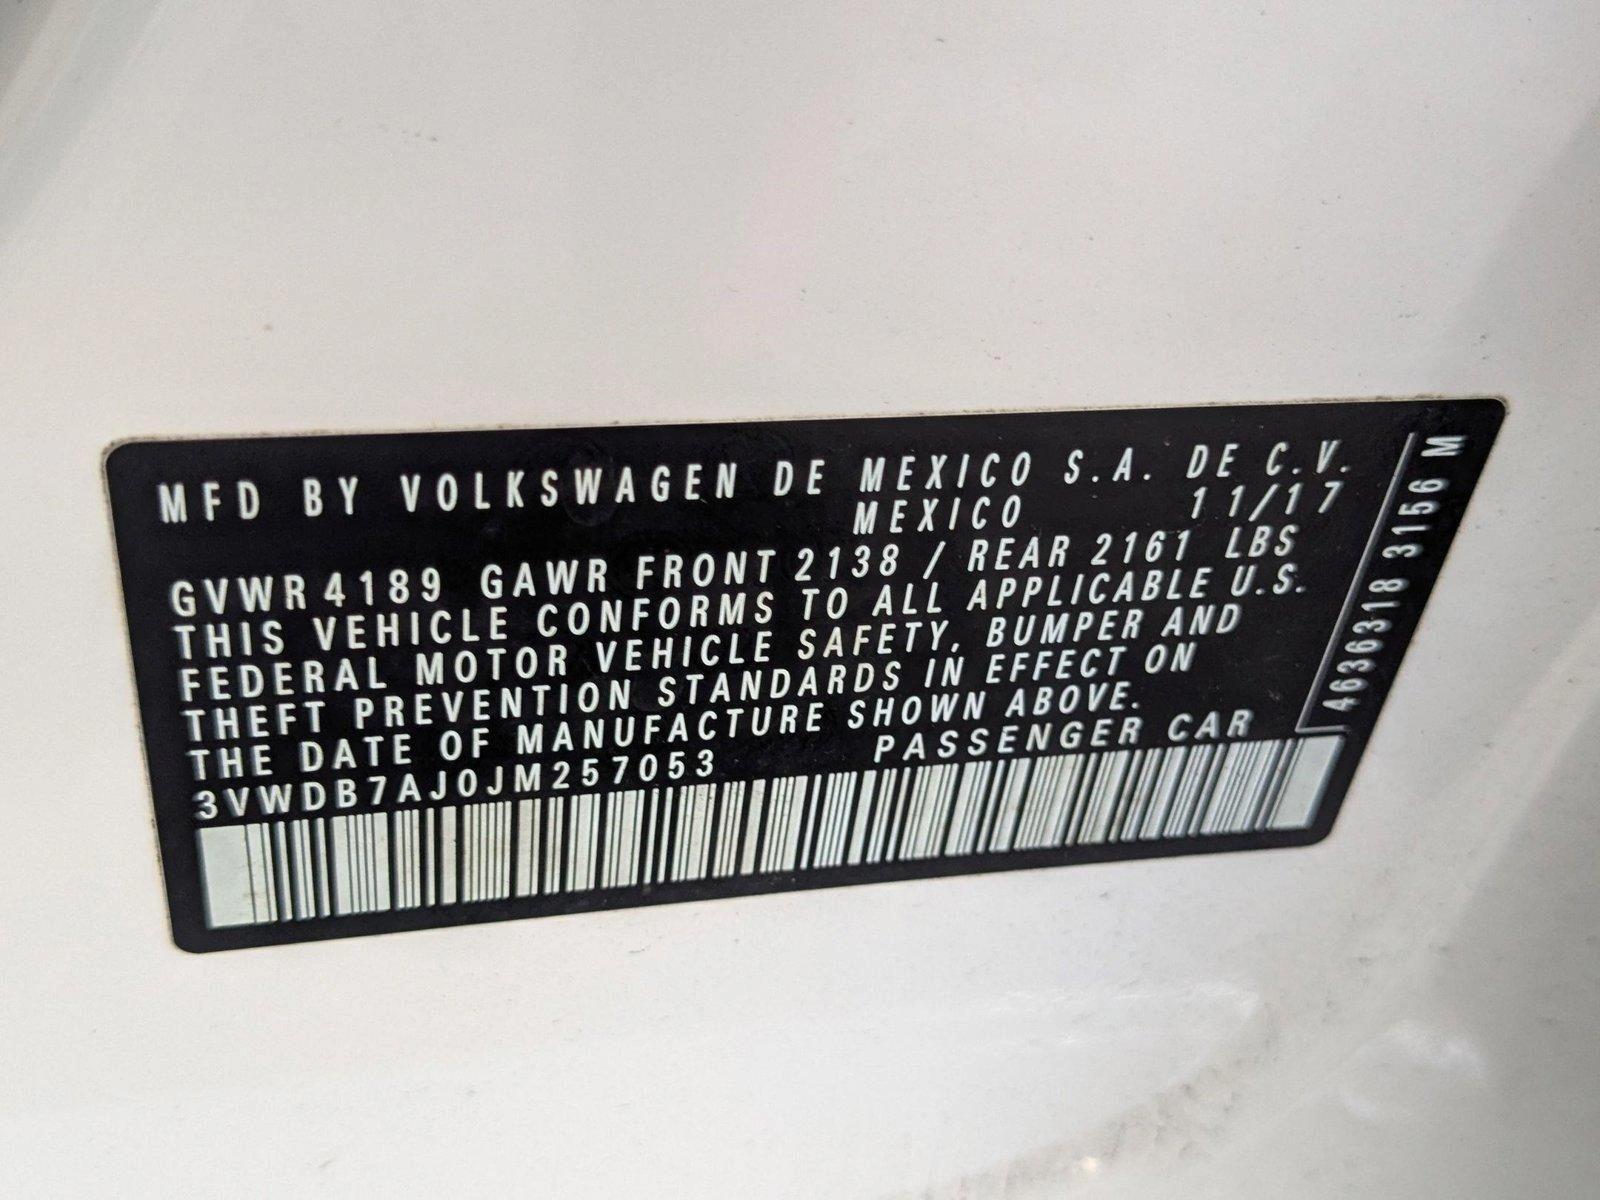 MFD BY VOLKSWAGEN DE MEXICO S.A. DE C.V.
MEXICO 11/17
GVWR 4189 GAWR FRONT 2138 / REAR 2161 LBS
THIS VEHICLE CONFORMS TO ALL APPLICABLE U.S.
FEDERAL MOTOR VEHICLE SAFETY, BUMPER AND
THEFT PREVENTION STANDARDS IN EFFECT ON
THE DATE OF MANUFACTURE SHOWN ABOVE.
3VWDB7AJ0JM257053 PASSENGER CAR
4636318 3156 M